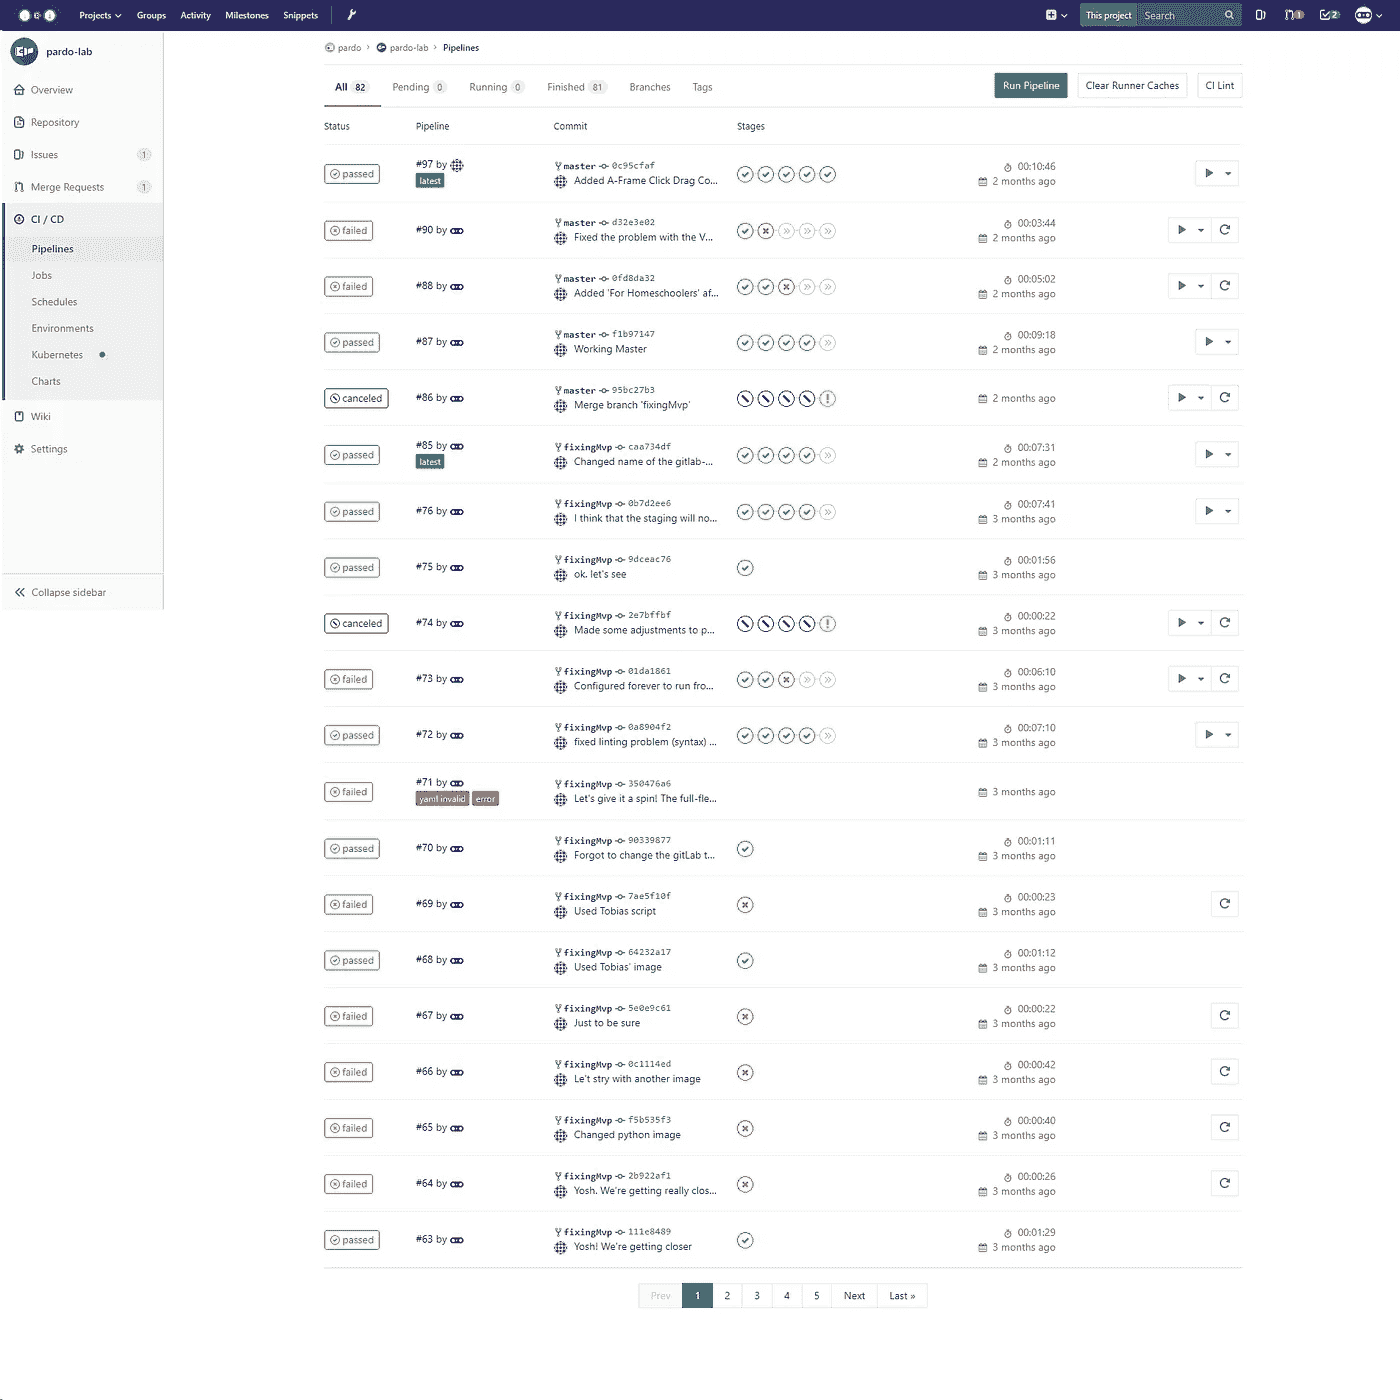 Projects Groups Activity Milestones Snippets This project Search 1 2
pardo-lab
Overview
Repository
Issues 1
Merge Requests 1
CI / CD
Pipelines
Jobs
Schedules
Environments
Kubernetes
Charts
Wiki
Settings
Collapse sidebar
pardo > pardo-lab > Pipelines
All 82 Pending 0 Running 0 Finished 81 Branches Tags Run Pipeline Clear Runner Caches CI Lint
Status Pipeline Commit Stages
passed #97 by latest master 0c95cfaf 00:10:46
Added A-Frame Click Drag Co... 2 months ago
failed #90 by master d32e3e02 00:03:44
Fixed the problem with the V... 2 months ago
failed #88 by master 0fd8da32 00:05:02
Added 'For Homeschoolers' af... 2 months ago
passed #87 by master f1b97147 00:09:18
Working Master 2 months ago
canceled #86 by master 95bc27b3
Merge branch 'fixingMvp' 2 months ago
passed #85 by latest fixingMvp caa734df 00:07:31
Changed name of the gitlab-... 2 months ago
passed #76 by fixingMvp 0b7d2ee6 00:07:41
I think that the staging will no... 3 months ago
passed #75 by fixingMvp 9dceac76 00:01:56
ok. let's see 3 months ago
canceled #74 by fixingMvp 2e7bffbf 00:00:22
Made some adjustments to p... 3 months ago
failed #73 by fixingMvp 01da1861 00:06:10
Configured forever to run fro... 3 months ago
passed #72 by fixingMvp 0a8904f2 00:07:10
fixed linting problem (syntax) ... 3 months ago
failed #71 by yaml invalid error fixingMvp 350476a6
Let's give it a spin! The full-fle... 3 months ago
passed #70 by fixingMvp 90339877 00:01:11
Forgot to change the gitLab t... 3 months ago
failed #69 by fixingMvp 7ae5f10f 00:00:23
Used Tobias script 3 months ago
passed #68 by fixingMvp 64232a17 00:01:12
Used Tobias' image 3 months ago
failed #67 by fixingMvp 5e0e9c61 00:00:22
Just to be sure 3 months ago
failed #66 by fixingMvp 0c1114ed 00:00:42
Le't stry with another image 3 months ago
failed #65 by fixingMvp f5b535f3 00:00:40
Changed python image 3 months ago
failed #64 by fixingMvp 2b922af1 00:00:26
Yosh. We're getting really clos... 3 months ago
passed #63 by fixingMvp 111e8489 00:01:29
Yosh! We're getting closer 3 months ago
Prev 1 2 3 4 5 Next Last »